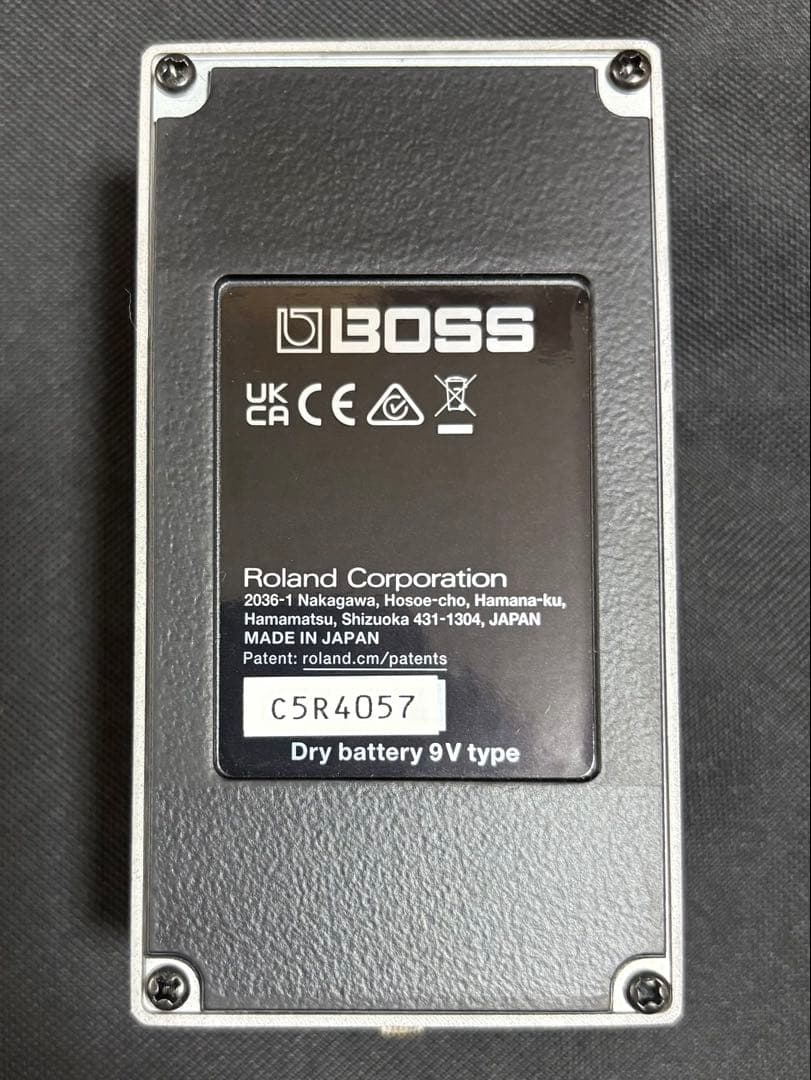 BOSS
UK
CA CE
Roland Corporation
2036-1 Nakagawa, Hosoe-cho, Hamana-ku,
Hamamatsu, Shizuoka 431-1304, JAPAN
MADE IN JAPAN
Patent: roland.cm/patents
C5R4057
Dry battery 9V type